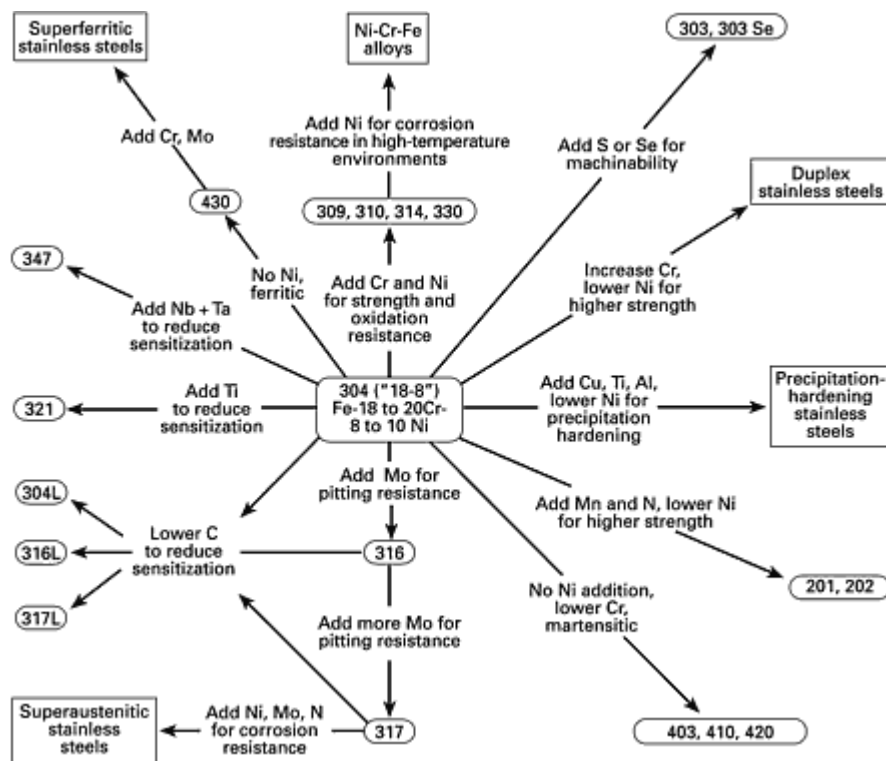 Superferritic
stainless steels
Ni-Cr-Fe
alloys
303, 303 Se
Add Cr, Mo
Add Ni for corrosion
resistance in high-temperature
environments
Add S or Se for
machinability
Duplex
stainless steels
430
309, 310, 314, 330
347
No Ni,
ferritic
Add Cr and Ni
for strength and
oxidation
resistance
Increase Cr,
lower Ni for
higher strength
Add Nb + Ta
to reduce
sensitization
321
Add Ti
to reduce
sensitization
304 ("18-8")
Fe-18 to 20Cr-
8 to 10 Ni
Add Cu, Ti, Al,
lower Ni for
precipitation
hardening
Precipitation-
hardening
stainless
steels
Add Mo for
pitting resistance
Add Mn and N, lower Ni
for higher strength
304L
316L
317L
Lower C
to reduce
sensitization
316
201, 202
No Ni addition,
lower Cr,
martensitic
Add more Mo for
pitting resistance
Superaustenitic
stainless
steels
Add Ni, Mo, N
for corrosion
resistance
317
403, 410, 420